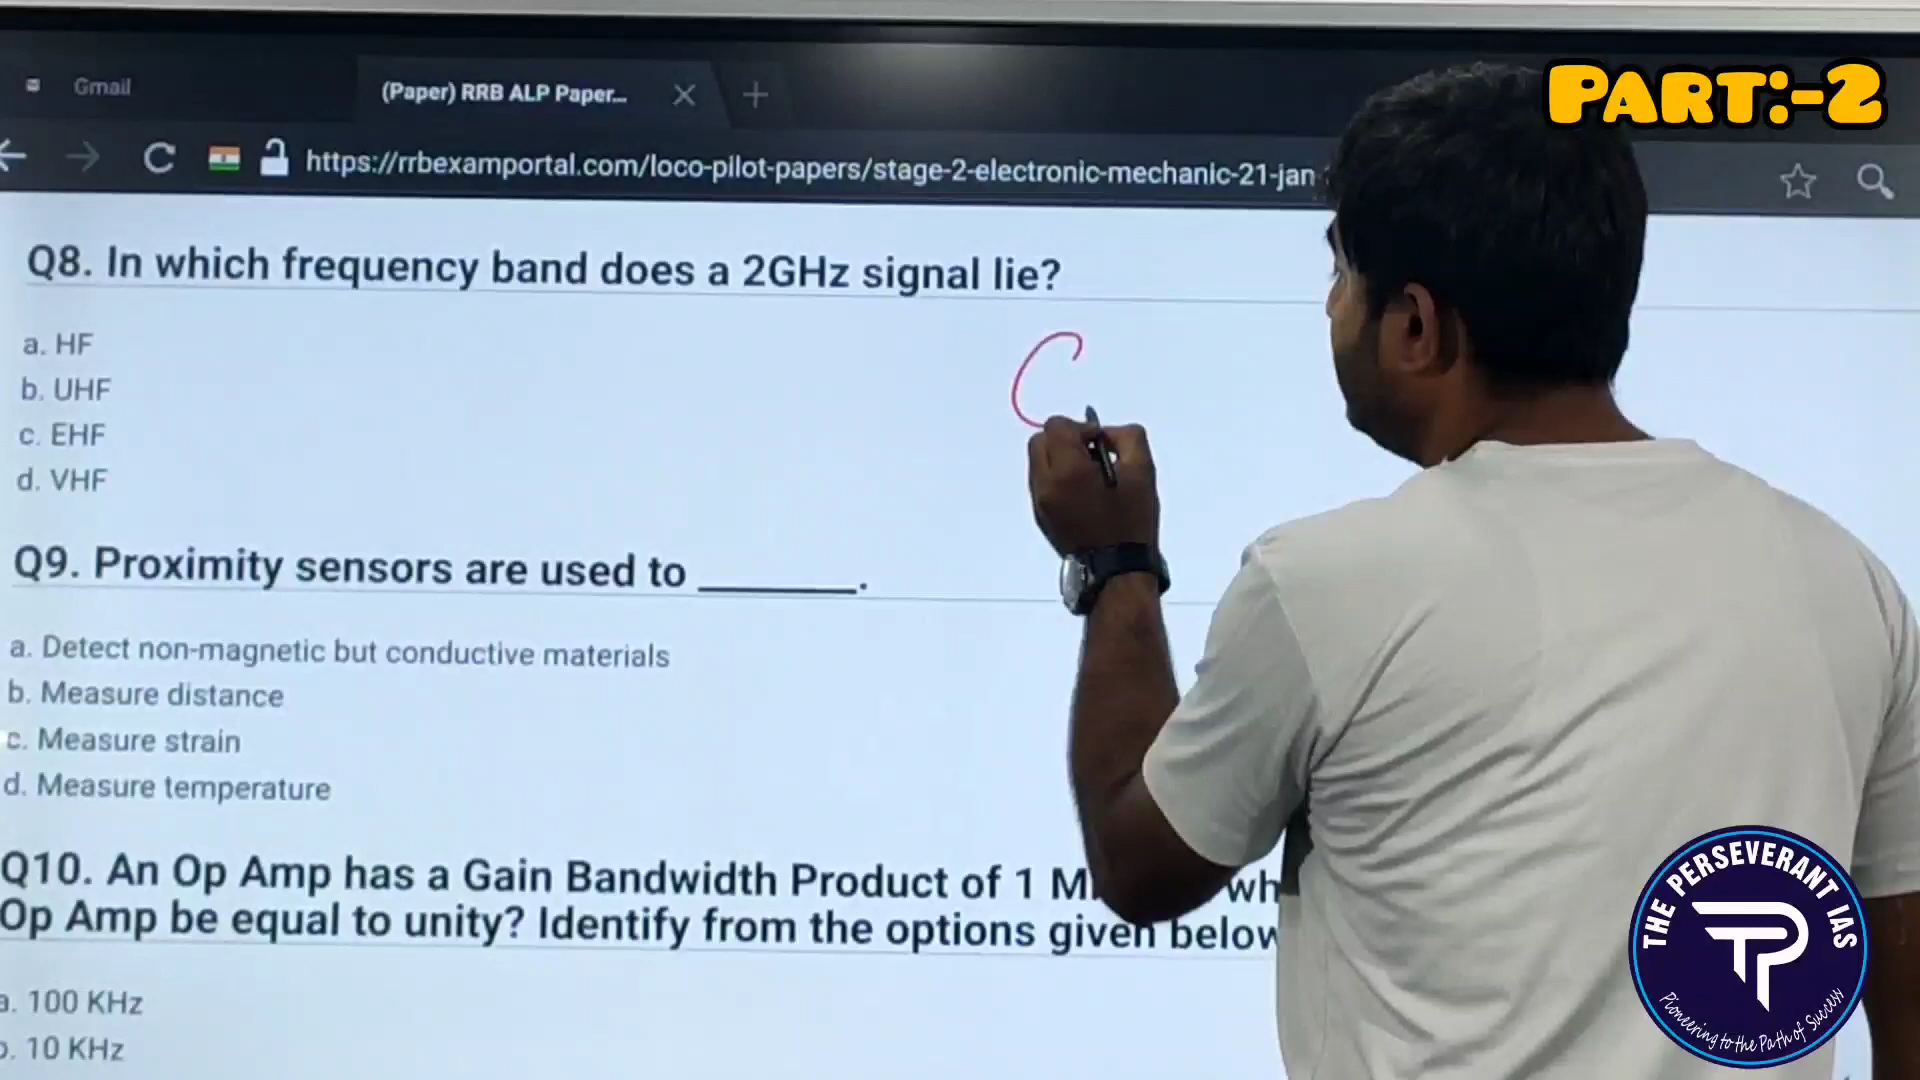 PART:-2
Gmail
(Paper) RRB ALP Paper...
https://rrbexamportal.com/loco-pilot-papers/stage-2-electronic-mechanic-21-jan
Q8. In which frequency band does a 2GHz signal lie?
a. HF
b. UHF
c. EHF
d. VHF
C
Q9. Proximity sensors are used to ________.
a. Detect non-magnetic but conductive materials
b. Measure distance
c. Measure strain
d. Measure temperature
Q10. An Op Amp has a Gain Bandwidth Product of 1
Op Amp be equal to unity? Identify from the options given below
a. 100 KHz
b. 10 KHz
THE PERSEVERANT IAS
TP
Pioneering to the Path of Success